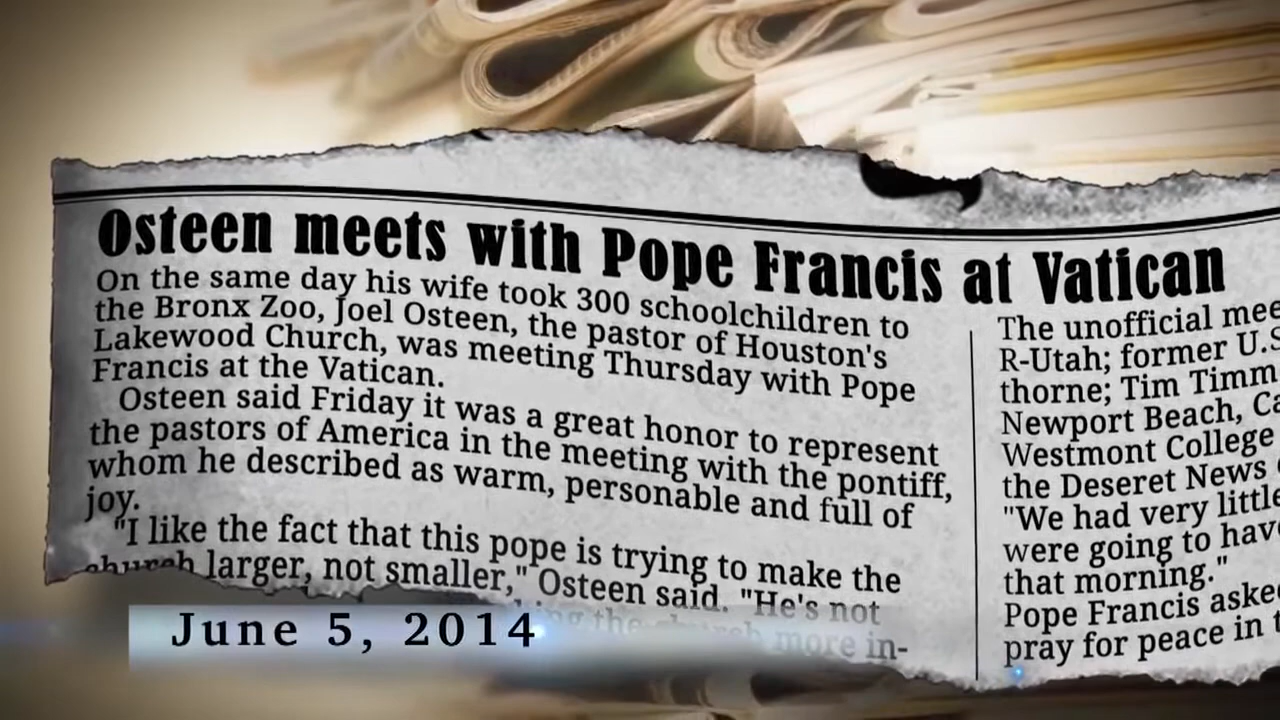 Osteen meets with Pope Francis at Vatican
On the same day his wife took 300 schoolchildren to
the Bronx Zoo, Joel Osteen, the pastor of Houston's
Lakewood Church, was meeting Thursday with Pope
Francis at the Vatican.
Osteen said Friday it was a great honor to represent
the pastors of America in the meeting with the pontiff,
whom he described as warm, personable and full of
joy.
"I like the fact that this pope is trying to make the
church larger, not smaller," Osteen said. "He's not
the church more in-
The unofficial
R-Utah; former
thorne; Tim
Newport Beach,
Westmont College
the Deseret News
"We had very
were going to
that morning."
Pope Francis
pray for peace in
June 5, 2014